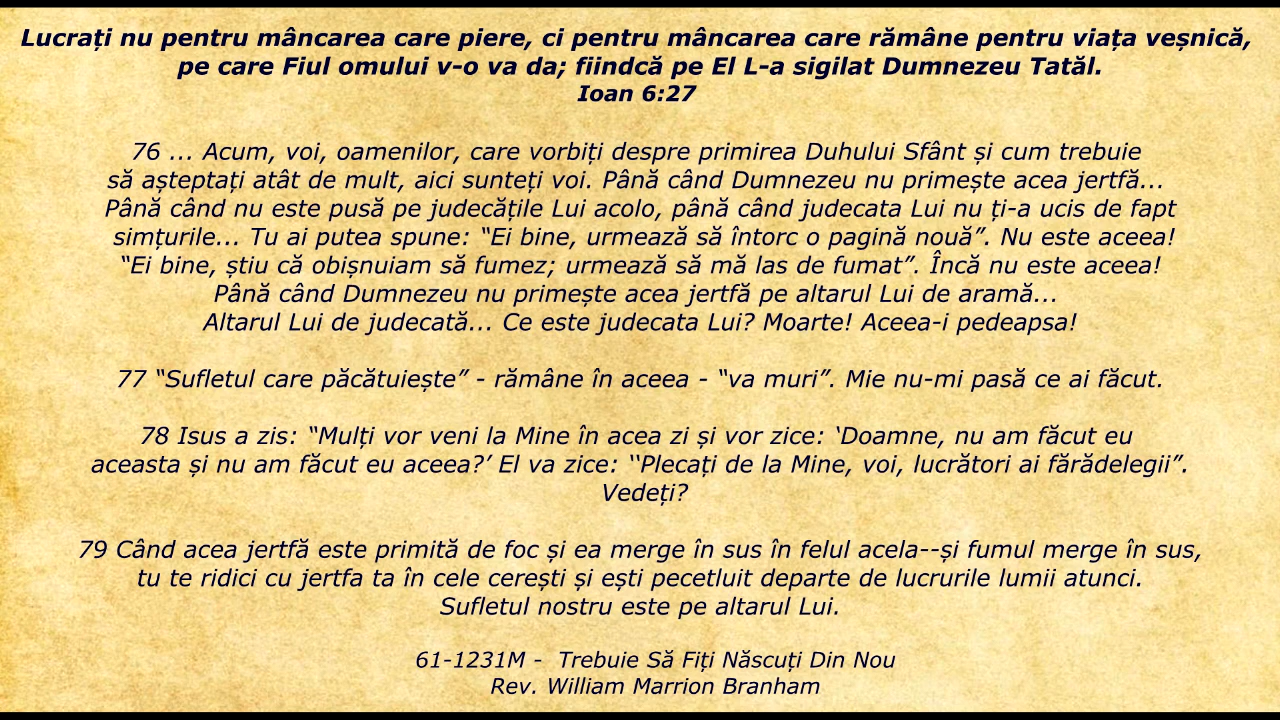 Lucrați nu pentru mâncarea care piere, ci pentru mâncarea care rămâne pentru viața veșnică,
pe care Fiul omului v-o va da; fiindcă pe El L-a sigilat Dumnezeu Tatăl.
Ioan 6:27
76 ... Acum, voi, oamenilor, care vorbiți despre primirea Duhului Sfânt și cum trebuie
să așteptați atât de mult, aici sunteți voi. Până când Dumnezeu nu primește acea jertfă...
Până când nu este pusă pe judecățile Lui acolo, până când judecata Lui nu ți-a ucis de fapt
simțurile... Tu ai putea spune: “Ei bine, urmează să întorc o pagină nouă”. Nu este aceea!
“Ei bine, știu că obișnuiam să fumez; urmează să mă las de fumat”. Încă nu este aceea!
Până când Dumnezeu nu primește acea jertfă pe altarul Lui de aramă...
Altarul Lui de judecată... Ce este judecata Lui? Moarte! Aceea-i pedeapsa!
77 “Sufletul care păcătuiește” - rămâne în aceea - “va muri”. Mie nu-mi pasă ce ai făcut.
78 Isus a zis: “Mulți vor veni la Mine în acea zi și vor zice: ‘Doamne, nu am făcut eu
aceasta și nu am făcut eu aceea?’ El va zice: ‘‘Plecați de la Mine, voi, lucrători ai fărădelegii”.
Vedeți?
79 Când acea jertfă este primită de foc și ea merge în sus în felul acela--și fumul merge în sus,
tu te ridici cu jertfa ta în cele cerești și ești pecetluit departe de lucrurile lumii atunci.
Sufletul nostru este pe altarul Lui.
61-1231M - Trebuie Să Fiți Născuți Din Nou
Rev. William Marrion Branham